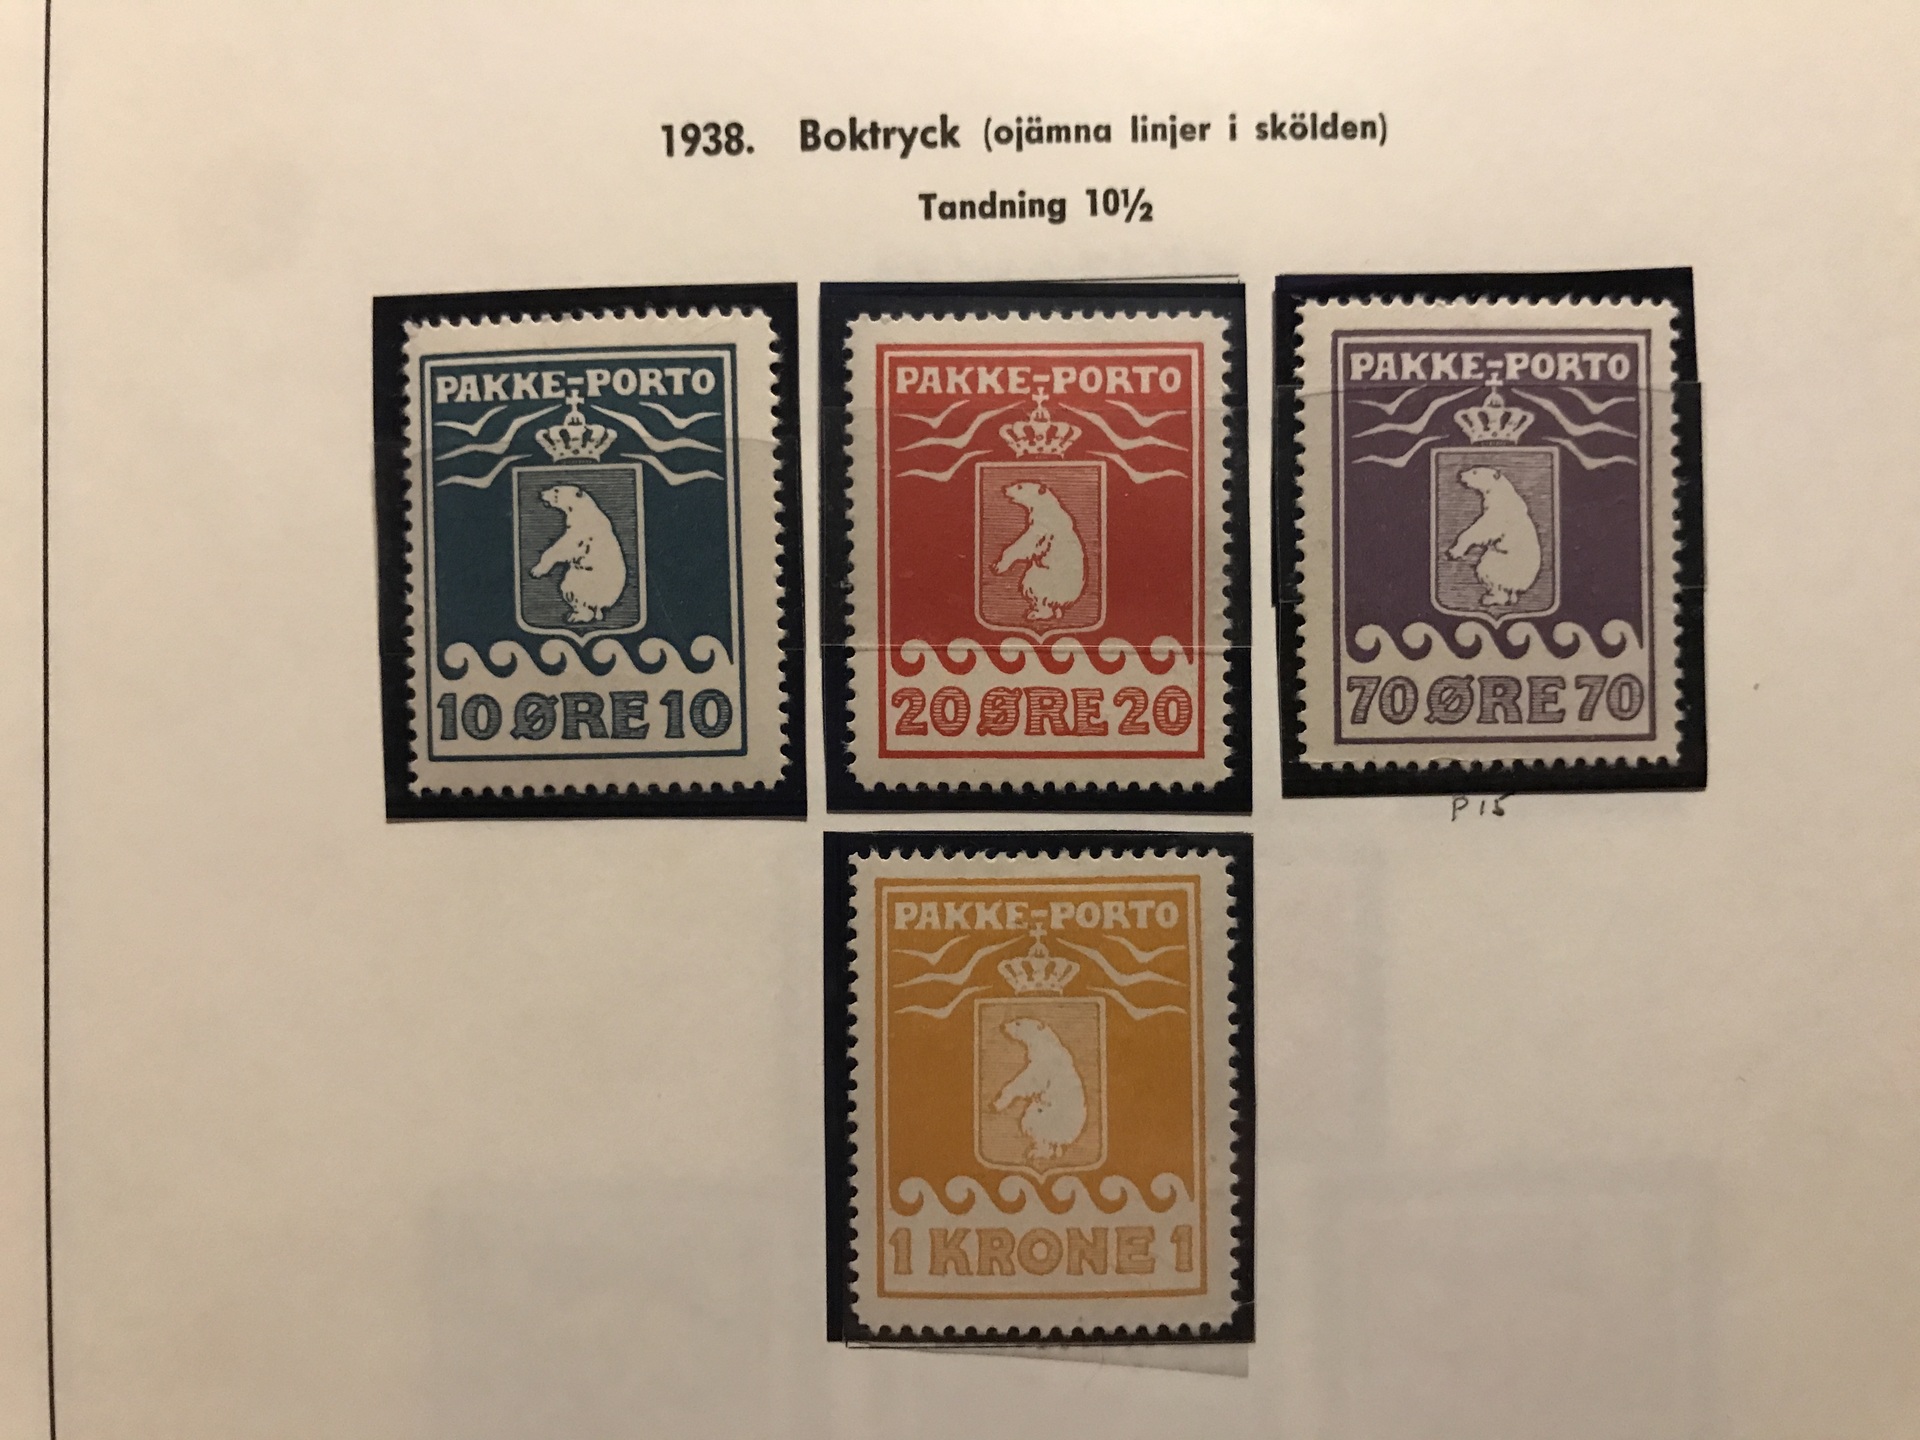 1938. Boktryck (ojämna linjer i skölden)
Tandning 10½
PAKKE-PORTO
10 ØRE 10
PAKKE-PORTO
20 ØRE 20
PAKKE-PORTO
70 ØRE 70
P 15
PAKKE-PORTO
1 KRONE 1